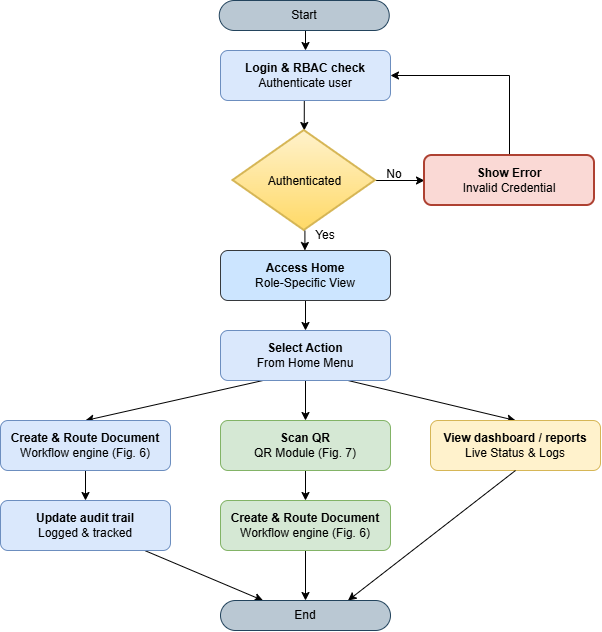 Start
Login & RBAC check
Authenticate user
Authenticated
No
Show Error
Invalid Credential
Yes
Access Home
Role-Specific View
Select Action
From Home Menu
Create & Route Document
Workflow engine (Fig. 6)
Scan QR
QR Module (Fig. 7)
View dashboard / reports
Live Status & Logs
Update audit trail
Logged & tracked
Create & Route Document
Workflow engine (Fig. 6)
End